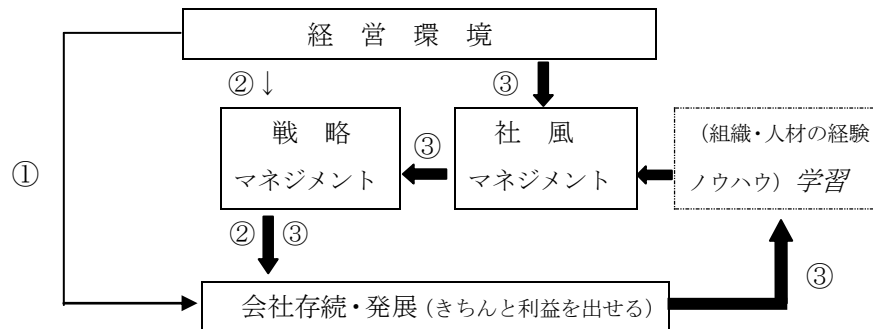 経 営 環 境
②↓ ③
戦 略
マネジメント
③
社 風
マネジメント
(組織・人材の経験
ノウハウ) 学習
①
② ③
③
会社存続・発展(きちんと利益を出せる)